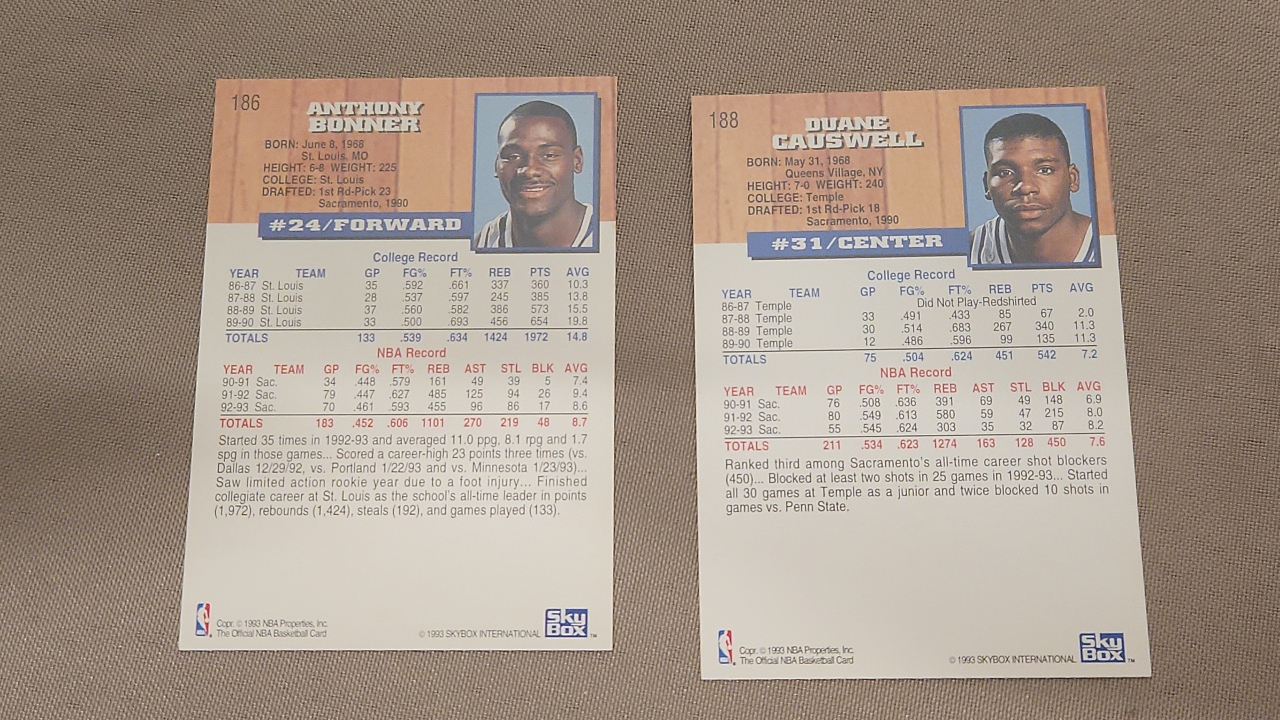 186
ANTHONY
BONNER
BORN: June 8, 1968
St. Louis, MO
HEIGHT: 6-8 WEIGHT: 225
COLLEGE: St. Louis
DRAFTED: 1st Rd-Pick 23
Sacramento, 1990
#24/FORWARD
College Record
YEAR TEAM GP FG% FT% REB PTS AVG
86-87 St. Louis 35 .592 .661 337 360 10.3
87-88 St. Louis 28 .537 .597 245 385 13.8
88-89 St. Louis 37 .560 .582 386 573 15.5
89-90 St. Louis 33 .500 .693 456 654 19.8
TOTALS 133 .539 .634 1424 1972 14.8
NBA Record
YEAR TEAM GP FG% FT% REB AST STL BLK AVG
90-91 Sac. 34 .448 .579 161 49 39 5 7.4
91-92 Sac. 79 .447 .627 485 125 94 26 9.4
92-93 Sac. 70 .461 .593 455 96 86 17 8.6
TOTALS 183 .452 .606 1101 270 219 48 8.7
Started 35 times in 1992-93 and averaged 11.0 ppg, 8.1 rpg and 1.7
spg in those games... Scored a career-high 23 points three times (vs.
Dallas 12/29/92, vs. Portland 1/22/93 and vs. Minnesota 1/23/93)...
Saw limited action rookie year due to a foot injury... Finished
collegiate career at St. Louis as the school's all-time leader in points
(1,972), rebounds (1,424), steals (192), and games played (133).
Copr. © 1993 NBA Properties, Inc.
The Official NBA Basketball Card
© 1993 SKYBOX INTERNATIONAL
Sky
Box ™
188
DUANE
CAUSWELL
BORN: May 31, 1968
Queens Village, NY
HEIGHT: 7-0 WEIGHT: 240
COLLEGE: Temple
DRAFTED: 1st Rd-Pick 18
Sacramento, 1990
#31/CENTER
College Record
YEAR TEAM GP FG% FT% REB PTS AVG
86-87 Temple Did Not Play-Redshirted
87-88 Temple 33 .491 .433 85 67 2.0
88-89 Temple 30 .514 .683 267 340 11.3
89-90 Temple 12 .486 .596 99 135 11.3
TOTALS 75 .504 .624 451 542 7.2
NBA Record
YEAR TEAM GP FG% FT% REB AST STL BLK AVG
90-91 Sac. 76 .508 .636 391 69 49 148 6.9
91-92 Sac. 80 .549 .613 580 59 47 215 8.0
92-93 Sac. 55 .545 .624 303 35 32 87 8.2
TOTALS 211 .534 .623 1274 163 128 450 7.6
Ranked third among Sacramento's all-time career shot blockers
(450)... Blocked at least two shots in 25 games in 1992-93... Started
all 30 games at Temple as a junior and twice blocked 10 shots in
games vs. Penn State.
Copr. © 1993 NBA Properties, Inc.
The Official NBA Basketball Card
© 1993 SKYBOX INTERNATIONAL
Sky
Box ™